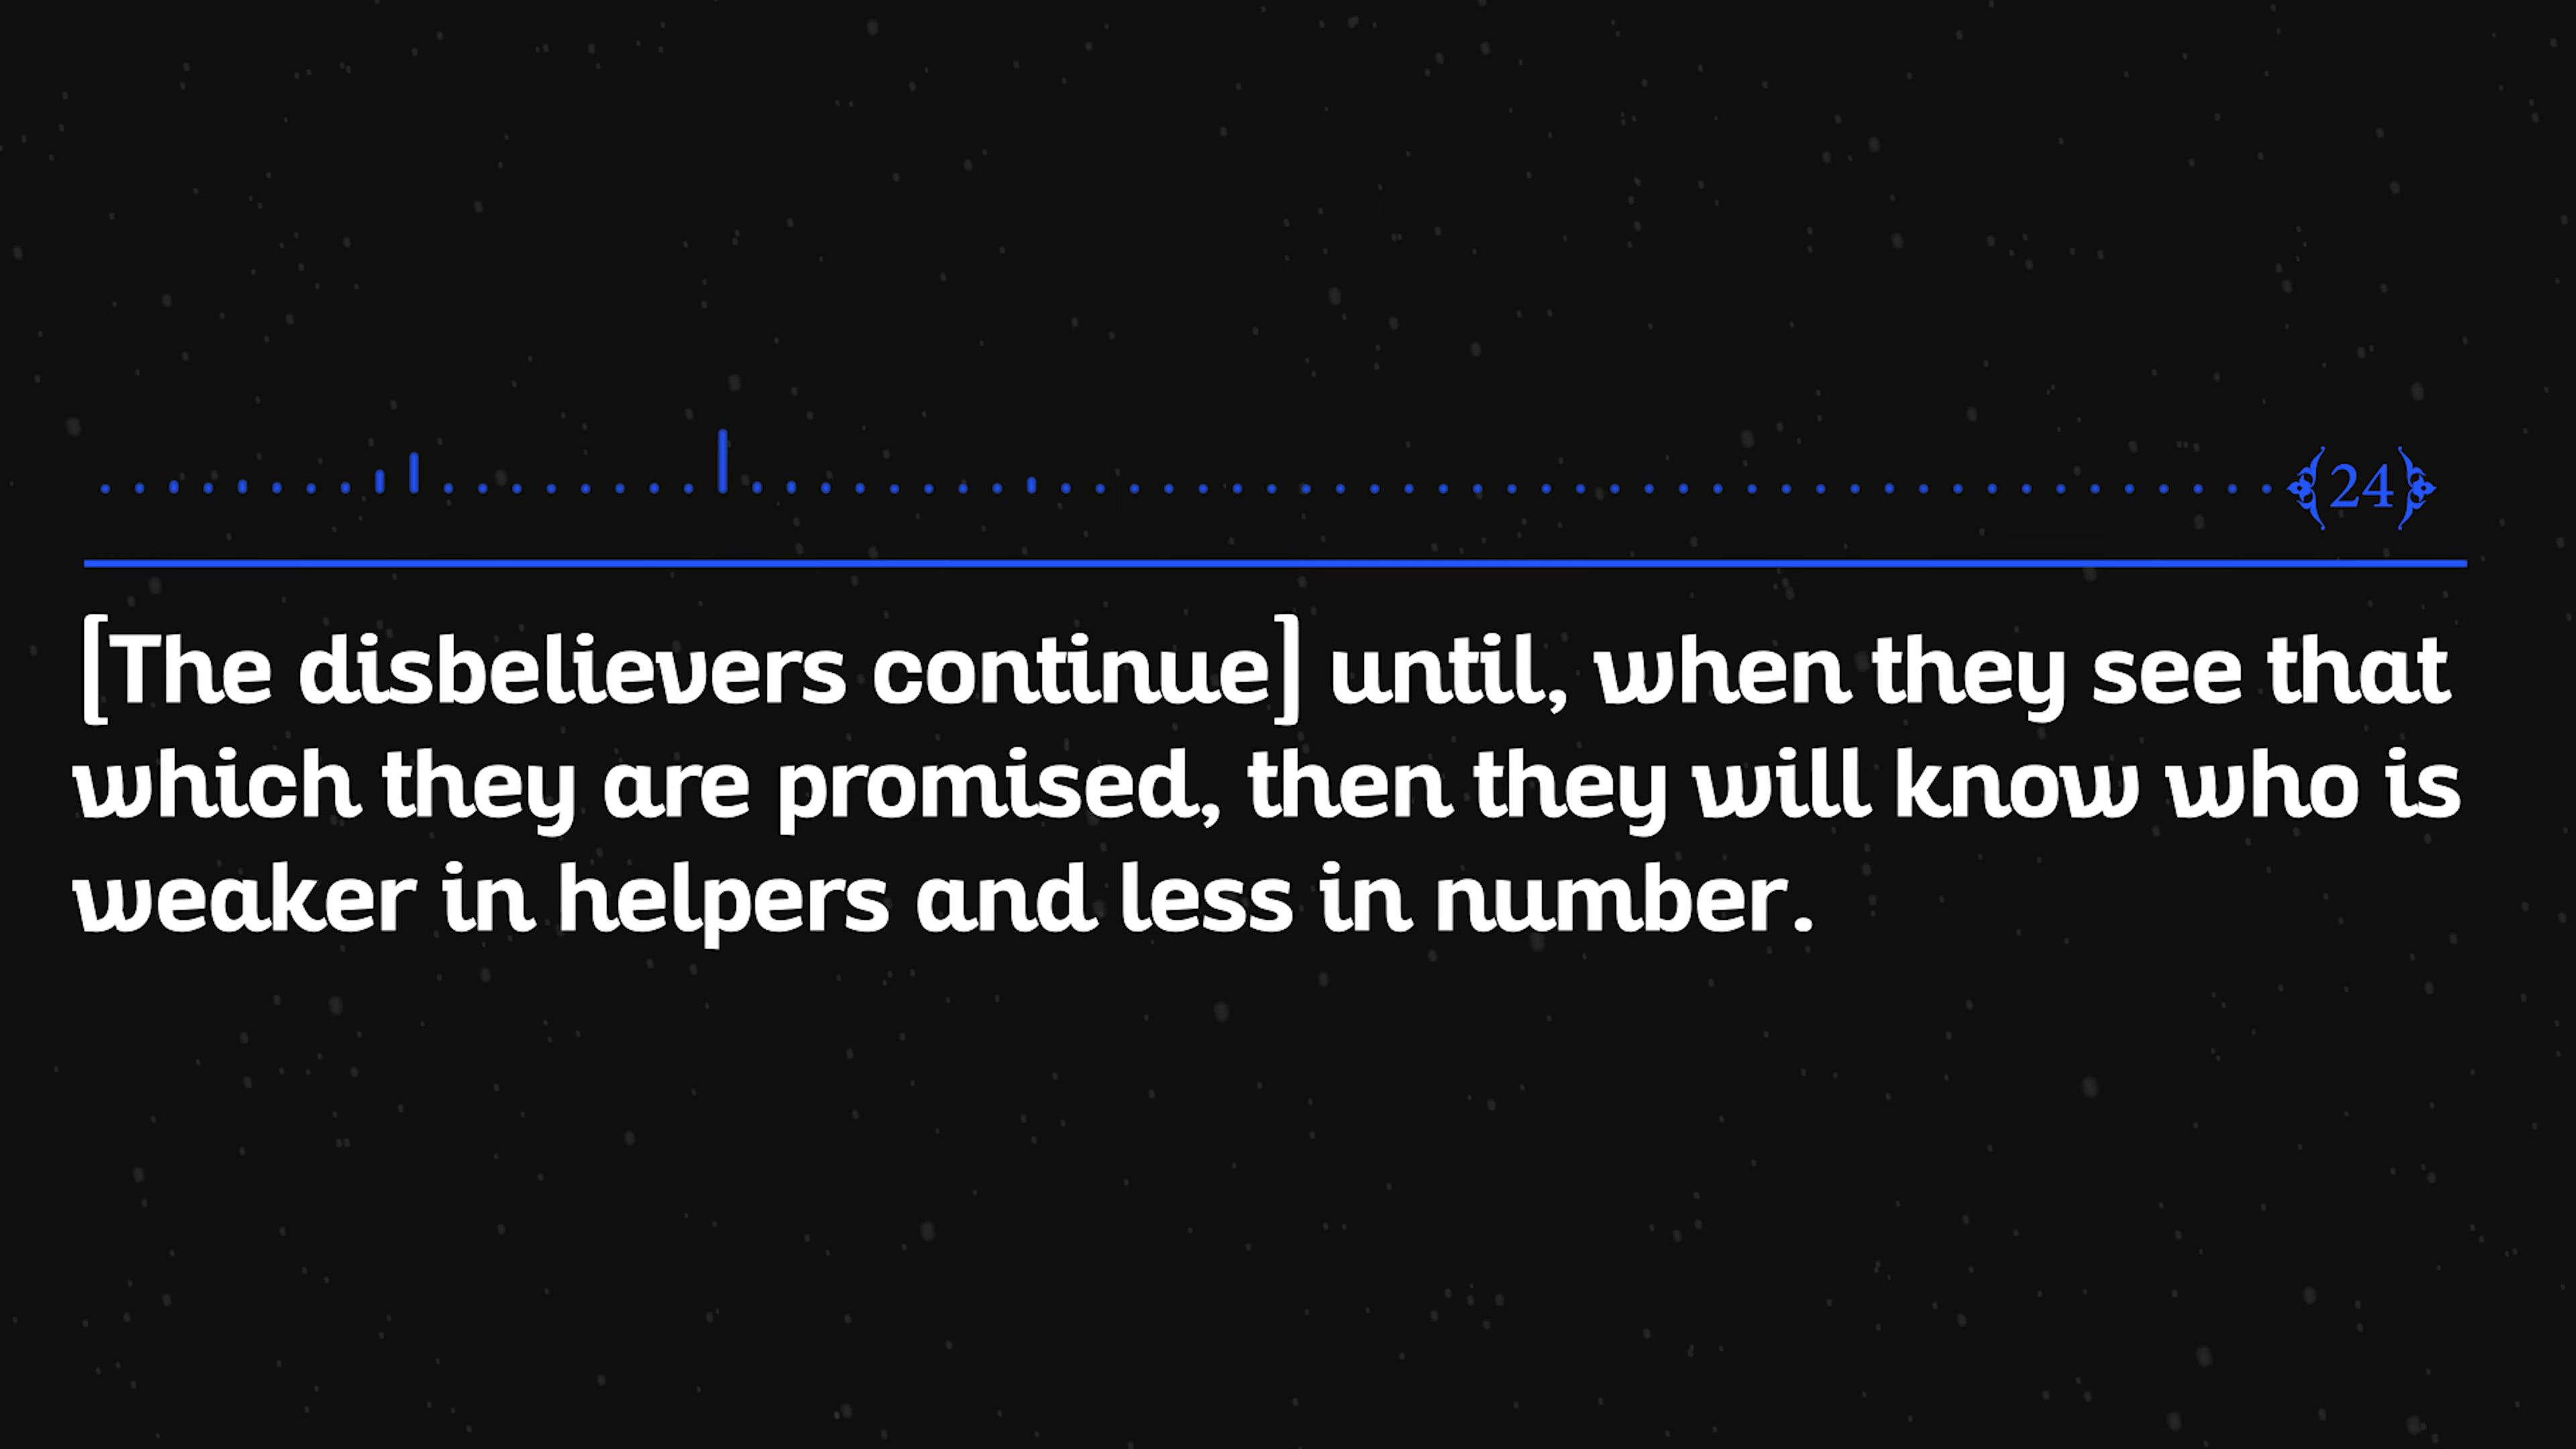 24
[The disbelievers continue] until, when they see that
which they are promised, then they will know who is
weaker in helpers and less in number.